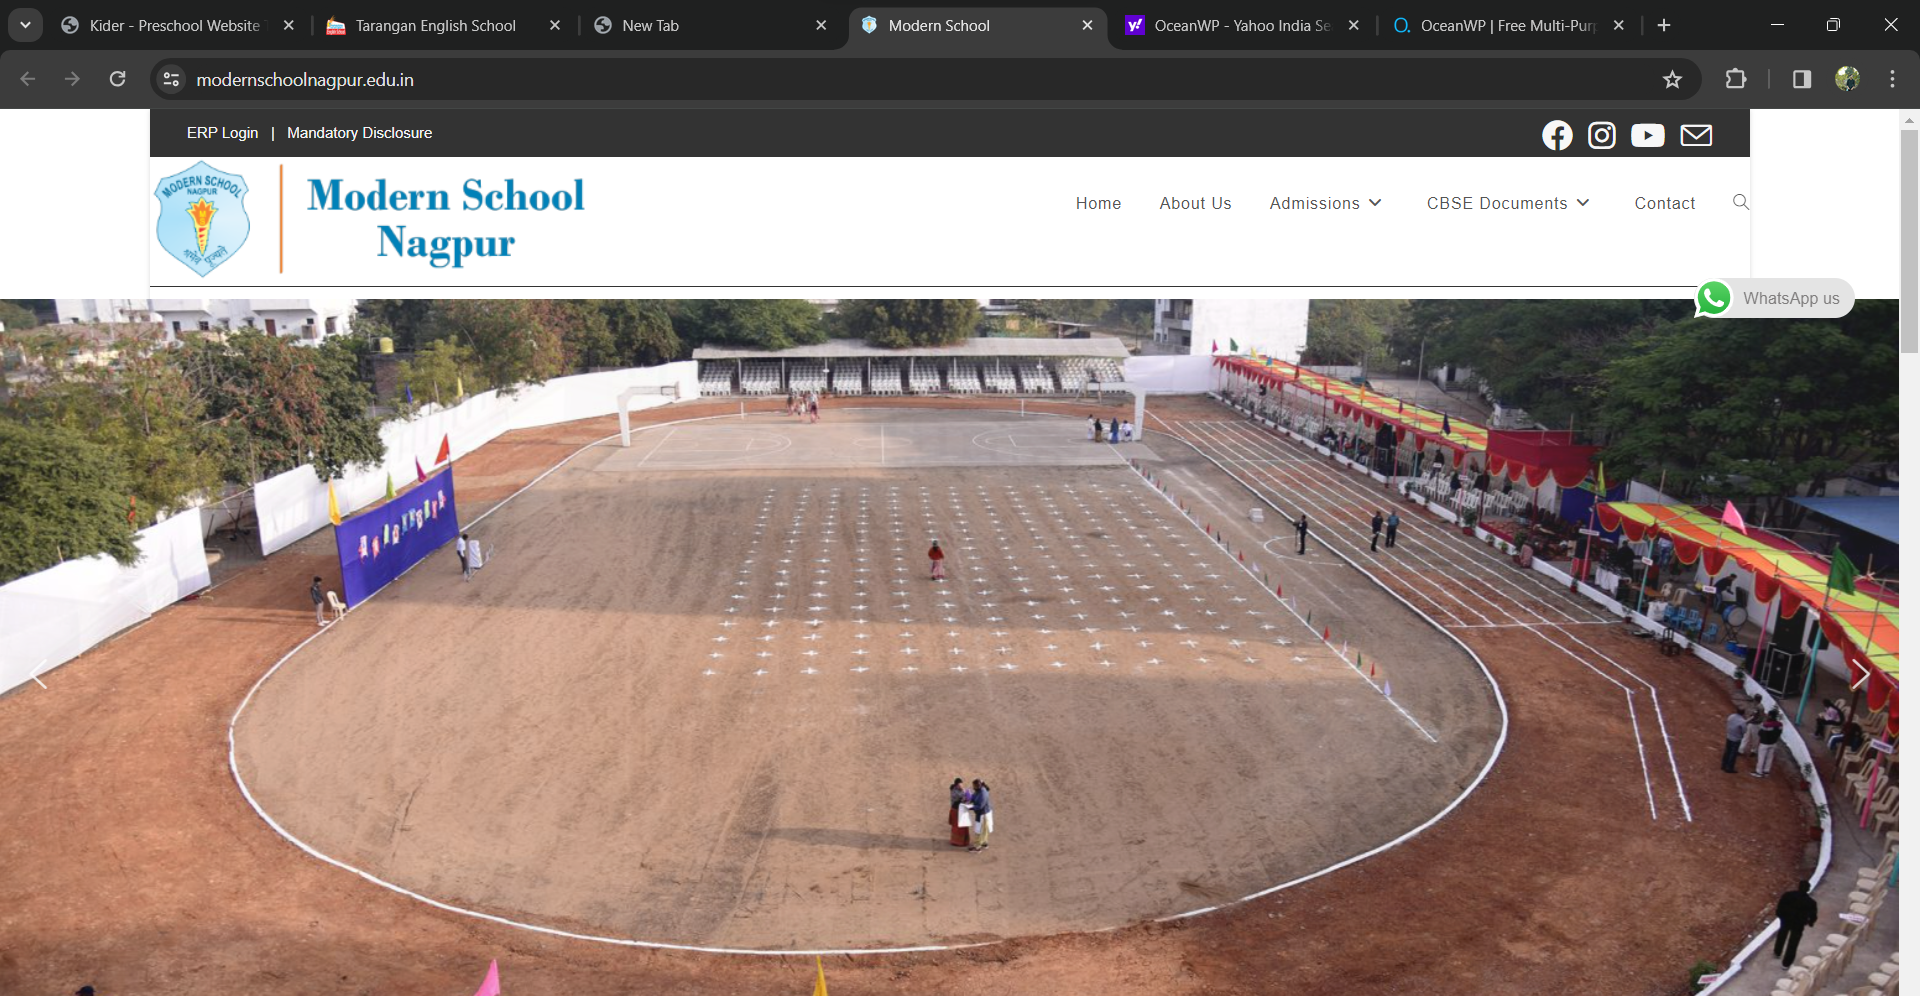 Kider - Preschool Website T
Tarangan English School
New Tab
Modern School
y!
OceanWP - Yahoo India Se
OceanWP | Free Multi-Purp
modernschoolnagpur.edu.in
ERP Login | Mandatory Disclosure
MODERN SCHOOL
NAGPUR
Modern School
Nagpur
Home
About Us
Admissions
CBSE Documents
Contact
WhatsApp us